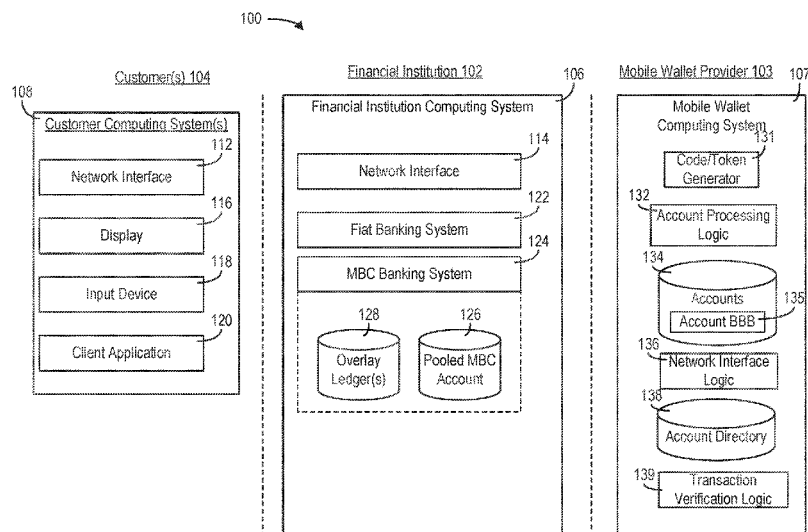 100
Customer(s) 104
108
Customer Computing System(s)
112
Network Interface
116
Display
118
Input Device
120
Client Application
Financial Institution 102
106
Financial Institution Computing System
114
Network Interface
122
Fiat Banking System
124
MBC Banking System
128
126
Overlay
Ledger(s)
Pooled MBC
Account
Mobile Wallet Provider 103
107
Mobile Wallet
Computing System
131
Code/Token
Generator
132
Account Processing
Logic
134
Accounts
135
Account BBB
136
Network Interface
Logic
138
Account Directory
139
Transaction
Verification Logic